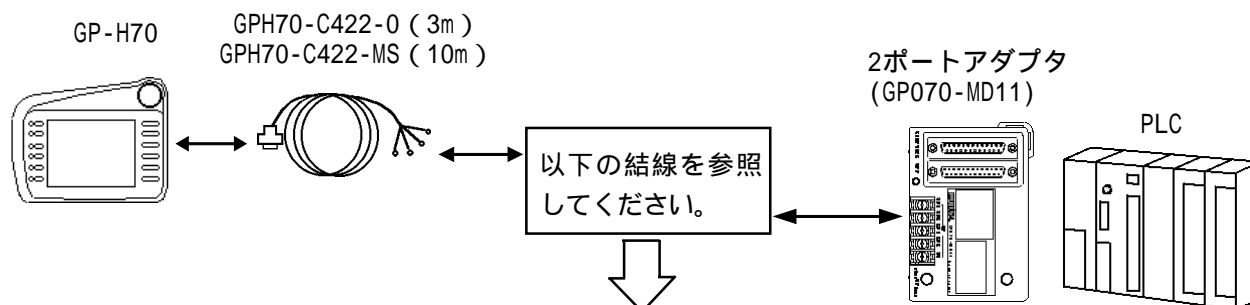 GP-H70
GPH70-C422-0(3m)
GPH70-C422-MS(10m)
2ポートアダプタ
(GP070-MD11)
PLC
以下の結線を参照
してください。